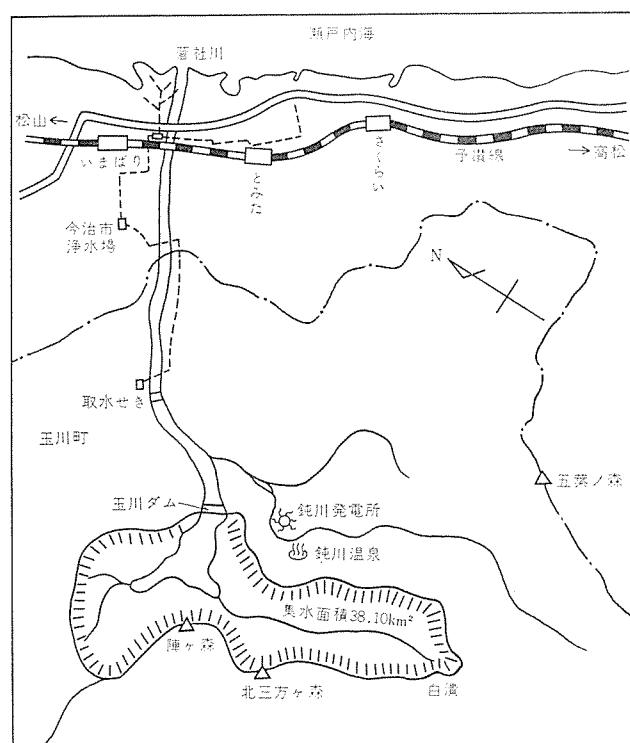 瀬戸内海
蒼社川
松山←
いまばり
とみた
さくらい
予讃線
→高松
今治市
浄水場
N
取水せき
玉川町
五葉ノ森
玉川ダム
鈍川発電所
鈍川温泉
集水面積38.10km²
陣ヶ森
北三方ヶ森
白潰